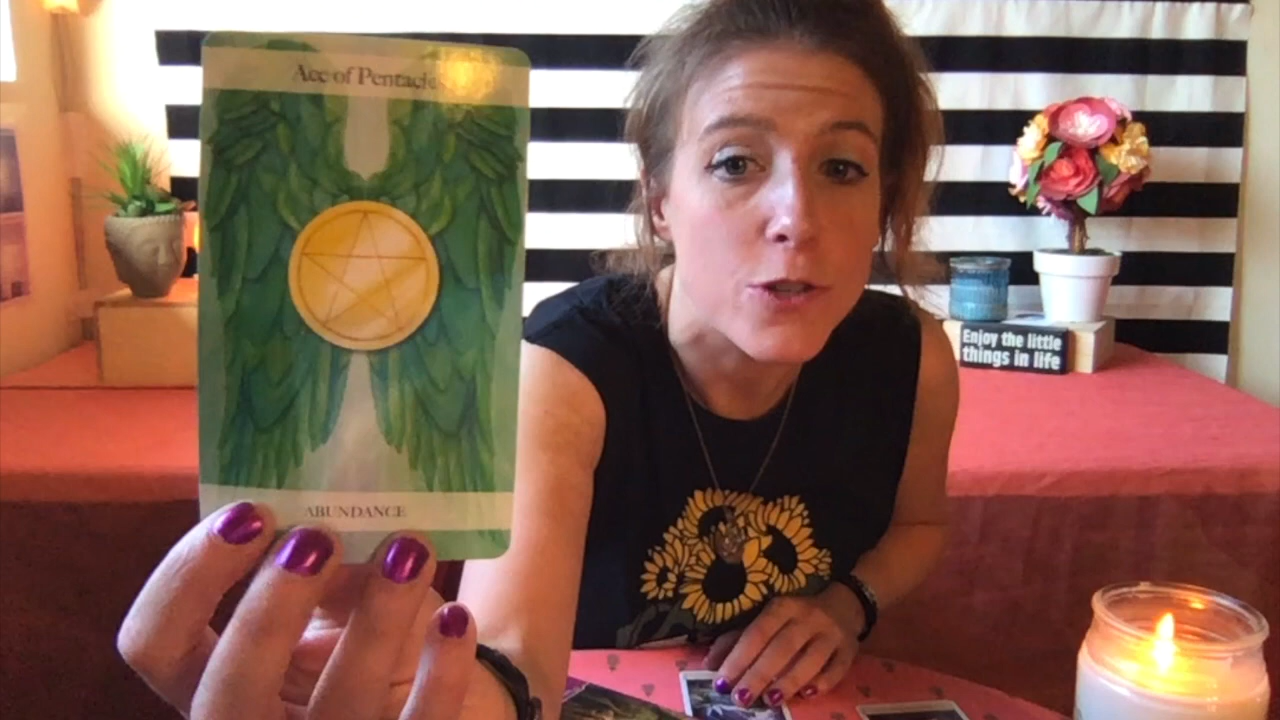 Ace of Pentacles
ABUNDANCE
Enjoy the little
things in life